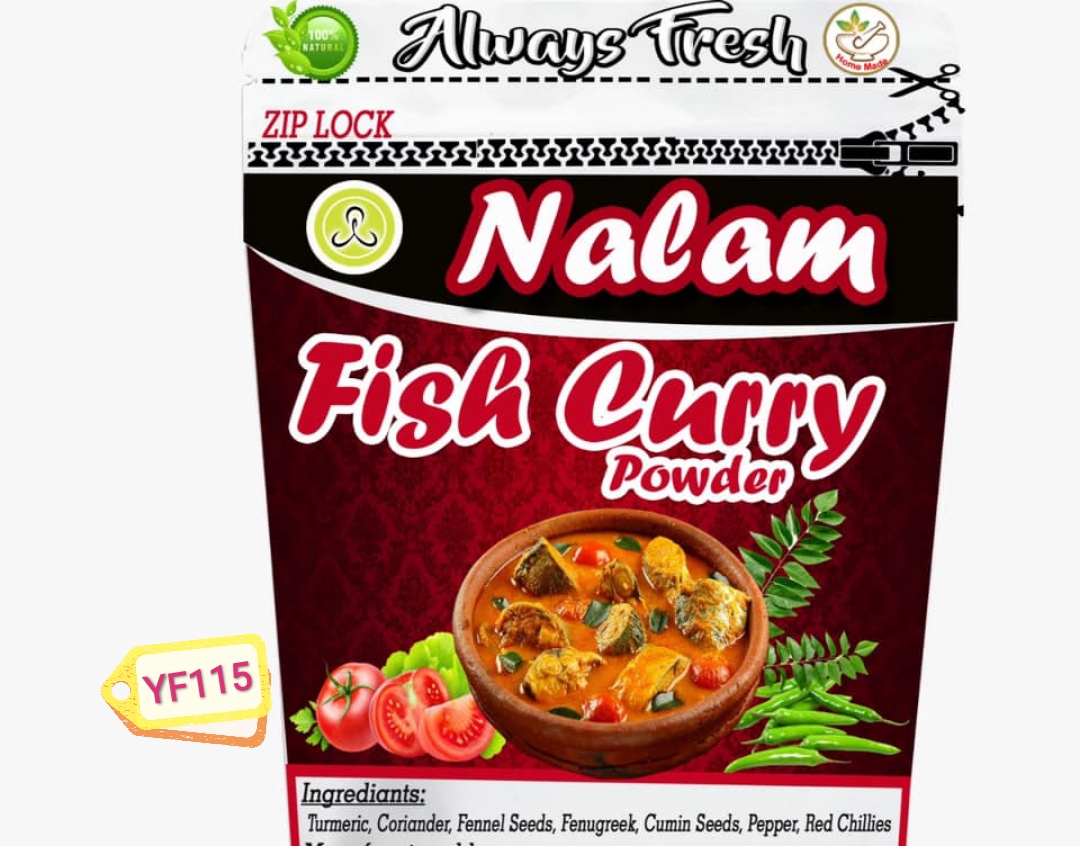 100%
NATURAL
Always Fresh
Home Made
ZIP LOCK
Nalam
Fish Curry
Powder
YF115
Ingrediants:
Turmeric, Coriander, Fennel Seeds, Fenugreek, Cumin Seeds, Pepper, Red Chillies